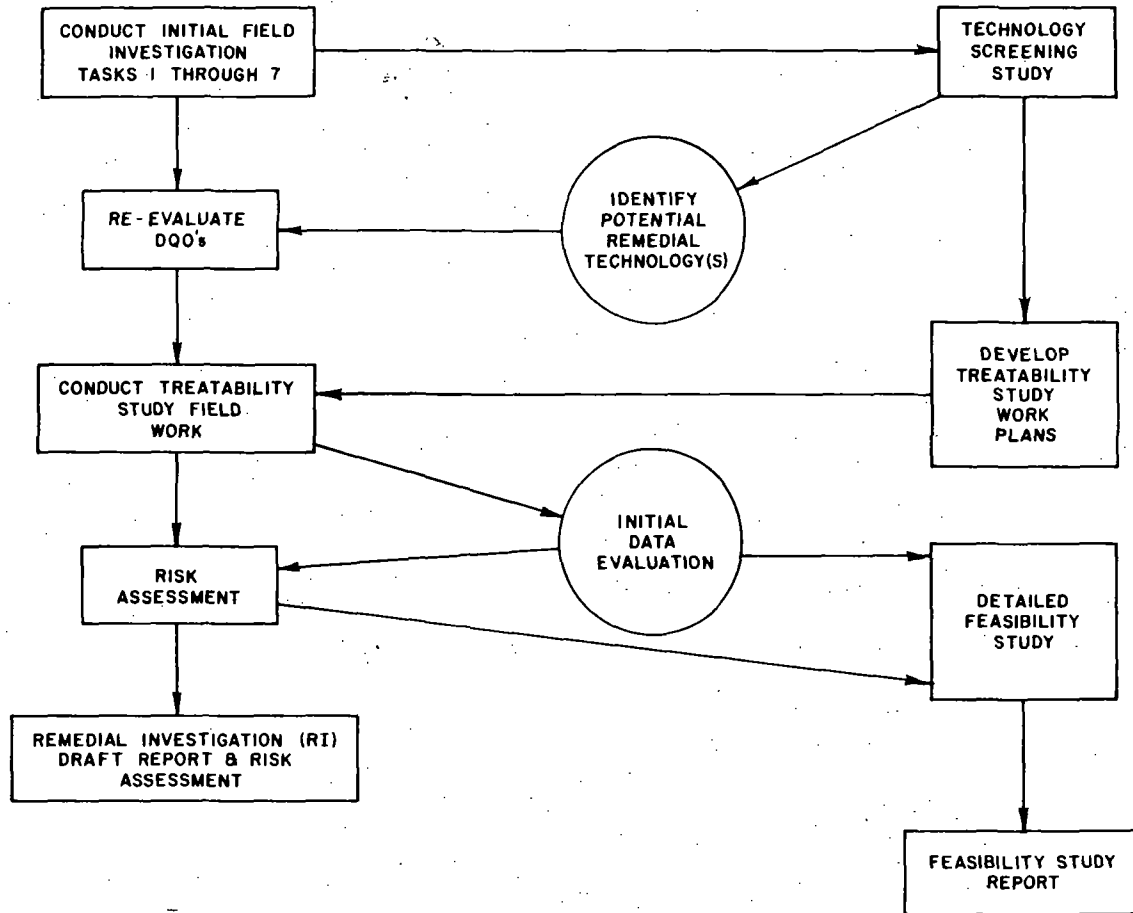 CONDUCT INITIAL FIELD
INVESTIGATION
TASKS 1 THROUGH 7
TECHNOLOGY
SCREENING
STUDY
IDENTIFY
POTENTIAL
REMEDIAL
TECHNOLOGY(S)
RE-EVALUATE
DQO's
CONDUCT TREATABILITY
STUDY FIELD
WORK
DEVELOP
TREATABILITY
STUDY
WORK
PLANS
INITIAL
DATA
EVALUATION
RISK
ASSESSMENT
DETAILED
FEASIBILITY
STUDY
REMEDIAL INVESTIGATION (RI)
DRAFT REPORT & RISK
ASSESSMENT
FEASIBILITY STUDY
REPORT